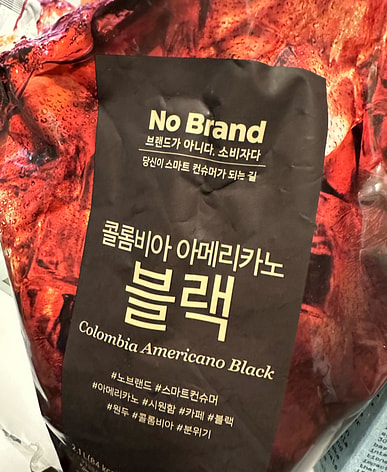 No Brand
브랜드가 아니다. 소비자다
당신이 스마트 컨슈머가 되는 길
콜롬비아 아메리카노
블랙
Colombia Americano Black
#노브랜드 #스마트컨슈머
#아메리카노 #시원함 #카페 #블랙
#원두 #콜롬비아 #분위기